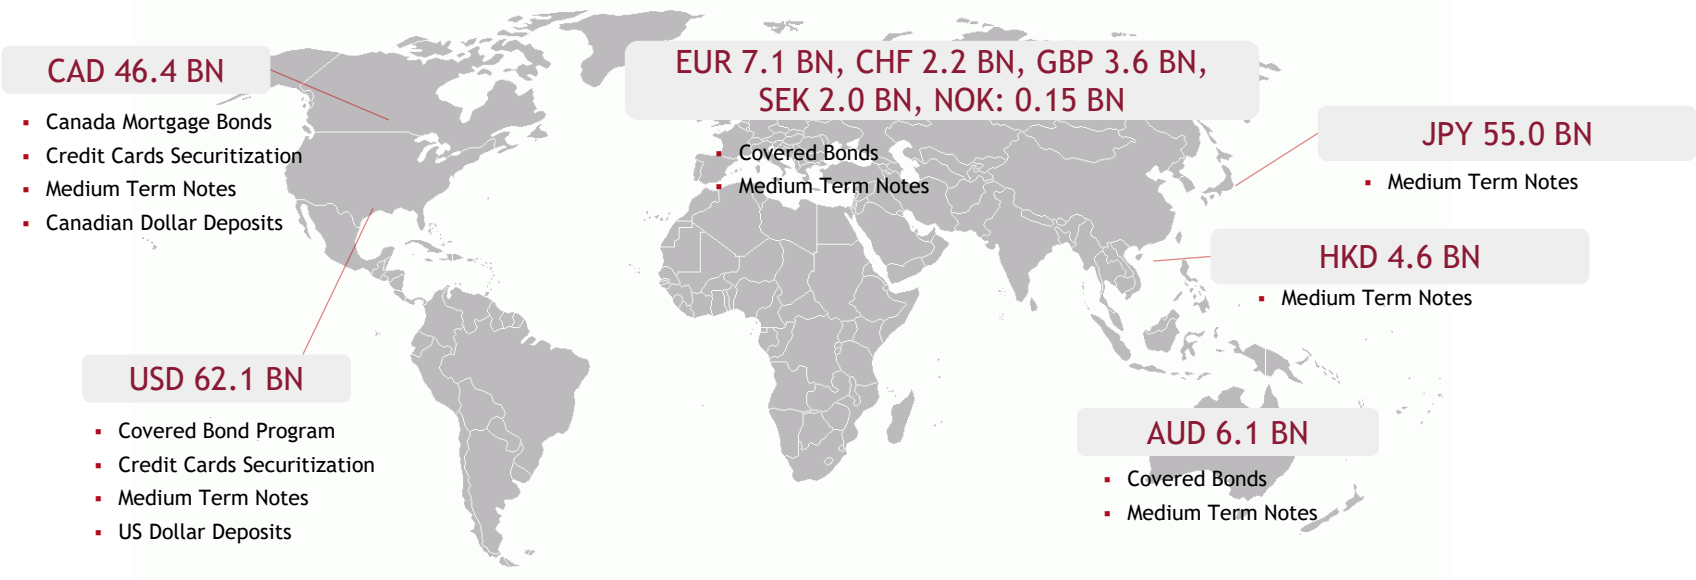 CAD 46.4 BN
▪ Canada Mortgage Bonds
▪ Credit Cards Securitization
▪ Medium Term Notes
▪ Canadian Dollar Deposits
USD 62.1 BN
▪ Covered Bond Program
▪ Credit Cards Securitization
▪ Medium Term Notes
▪ US Dollar Deposits
EUR 7.1 BN, CHF 2.2 BN, GBP 3.6 BN,
SEK 2.0 BN, NOK: 0.15 BN
▪ Covered Bonds
▪ Medium Term Notes
JPY 55.0 BN
▪ Medium Term Notes
HKD 4.6 BN
▪ Medium Term Notes
AUD 6.1 BN
▪ Covered Bonds
▪ Medium Term Notes